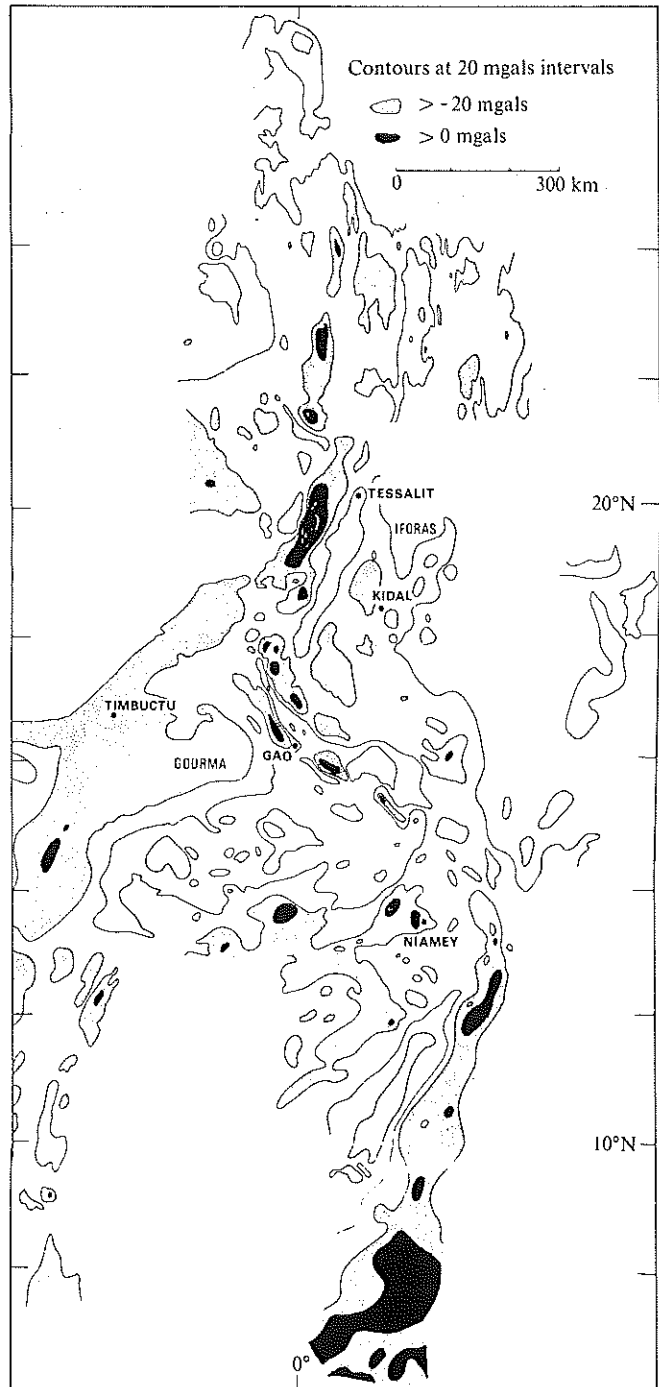 Contours at 20 mgals intervals
> -20 mgals
> 0 mgals
0 300 km
TESSALIT
20°N
IFORAS
KIDAL
TIMBUCTU
GOURMA
GAO
NIAMEY
10°N
0°